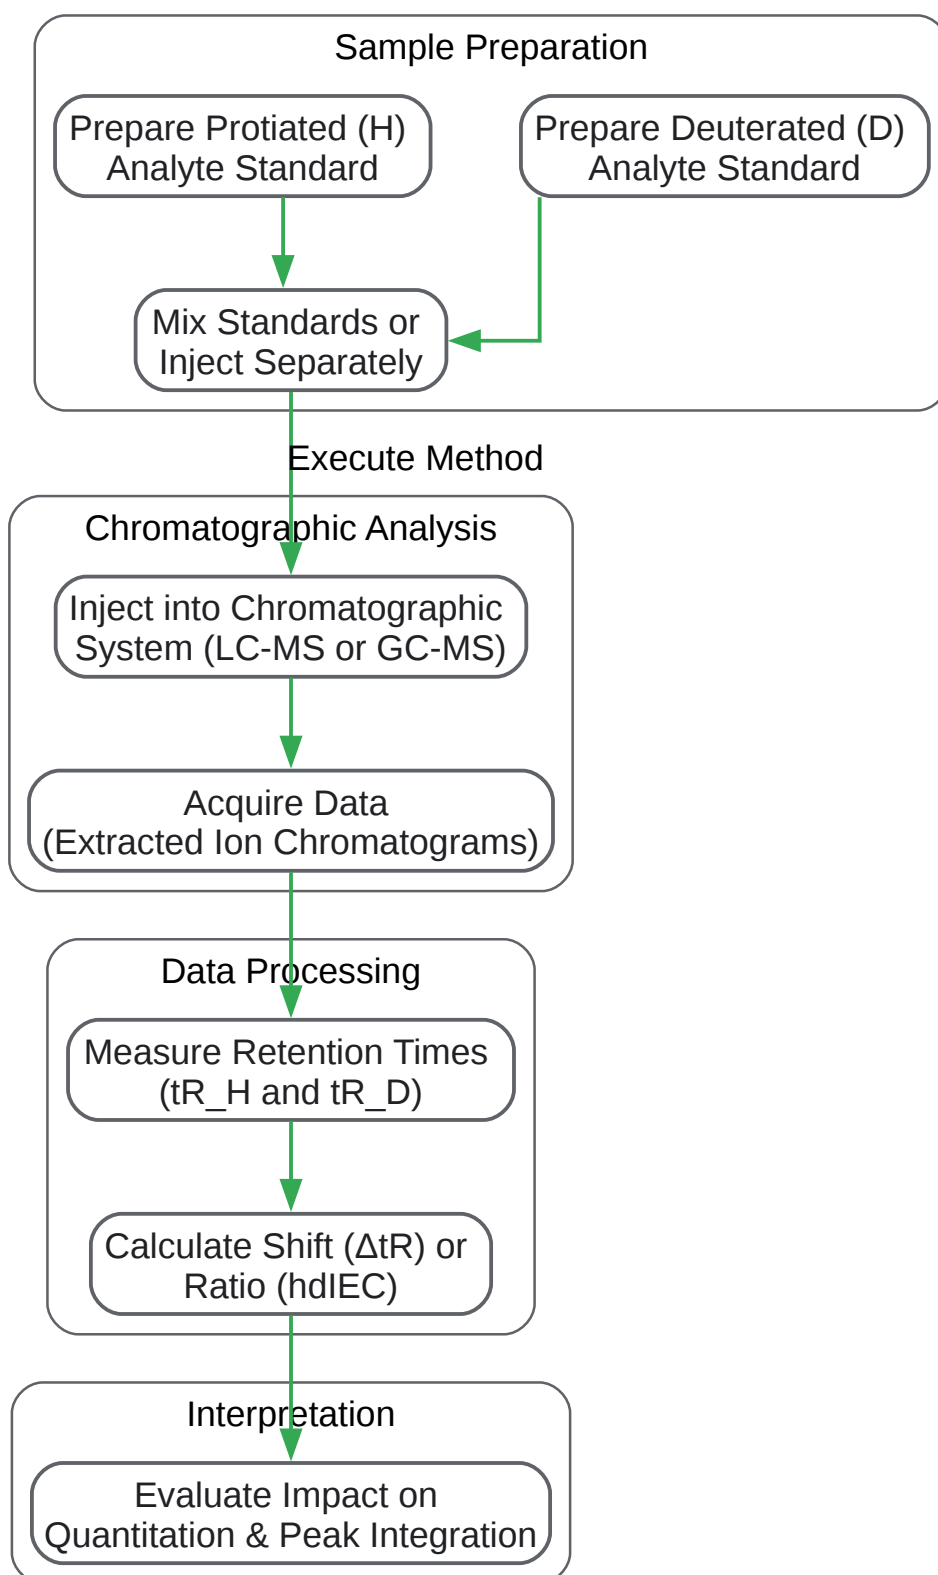 Sample Preparation
Prepare Protiated (H)
Analyte Standard
Prepare Deuterated (D)
Analyte Standard
Mix Standards or
Inject Separately
Execute Method
Chromatographic Analysis
Inject into Chromatographic
System (LC-MS or GC-MS)
Acquire Data
(Extracted Ion Chromatograms)
Data Processing
Measure Retention Times
(tR_H and tR_D)
Calculate Shift (ΔtR) or
Ratio (hdIEC)
Interpretation
Evaluate Impact on
Quantitation & Peak Integration